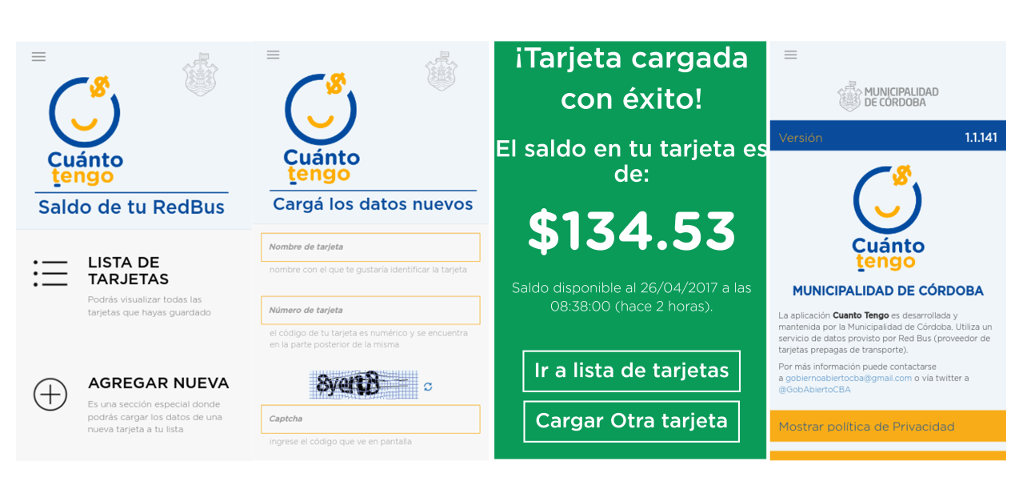 Cuánto
tengo
Saldo de tu RedBus
LISTA DE
TARJETAS
Podrás visualizar todas las
tarjetas que hayas guardado
AGREGAR NUEVA
Es una sección especial donde
podrás cargar los datos de una
nueva tarjeta a tu lista
Cuánto
tengo
Cargá los datos nuevos
Nombre de tarjeta
nombre con el que te gustaría identificar la tarjeta
Número de tarjeta
el código de tu tarjeta es numérico y se encuentra
en la parte posterior de la misma
Captcha
ingrese el código que ve en pantalla
¡Tarjeta cargada
con éxito!
El saldo en tu tarjeta es
de:
$134.53
Saldo disponible al 26/04/2017 a las
08:38:00 (hace 2 horas).
Ir a lista de tarjetas
Cargar Otra tarjeta
MUNICIPALIDAD
DE CÓRDOBA
Versión 1.1.141
Cuánto
tengo
MUNICIPALIDAD DE CÓRDOBA
La aplicación Cuanto Tengo es desarrollada y
mantenida por la Municipalidad de Córdoba. Utiliza un
servicio de datos provisto por Red Bus (proveedor de
tarjetas prepagas de transporte).
Por más información puede contactarse
a gobiernoabiertocba@gmail.com o vía twitter a
@GobAbiertoCBA
Mostrar política de Privacidad